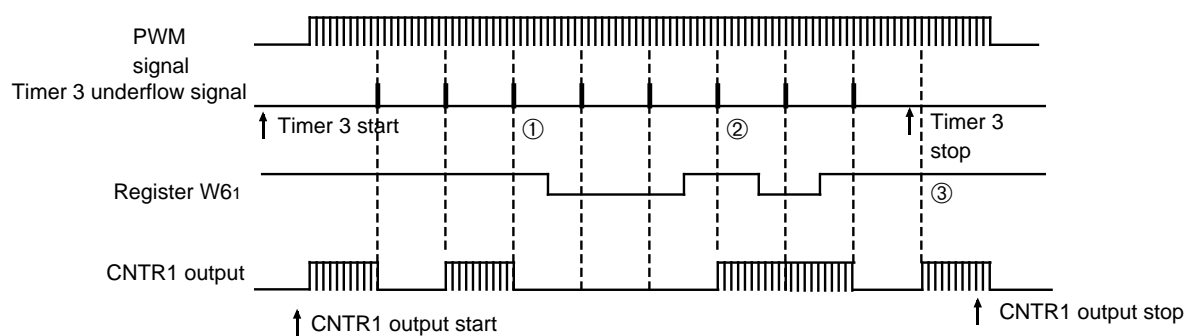 PWM
signal
Timer 3 underflow signal
Timer 3 start
①
②
Timer 3
stop
Register W61
③
CNTR1 output
CNTR1 output start
CNTR1 output stop